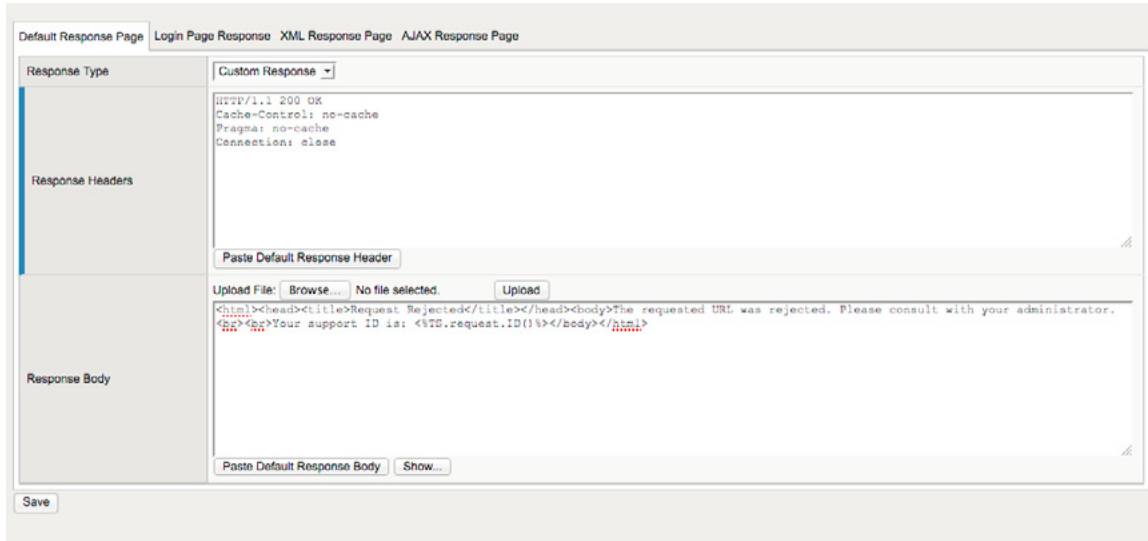 Default Response Page Login Page Response XML Response Page AJAX Response Page
Response Type Custom Response
Response Headers
HTTP/1.1 200 OK
Cache-Control: no-cache
Pragma: no-cache
Connection: close
Paste Default Response Header
Response Body
Upload File: Browse... No file selected. Upload
<html><head><title>Request Rejected</title></head><body>The requested URL was rejected. Please consult with your administrator.
<br><br>Your support ID is: <%TS.request.ID()%></body></html>
Paste Default Response Body Show...
Save